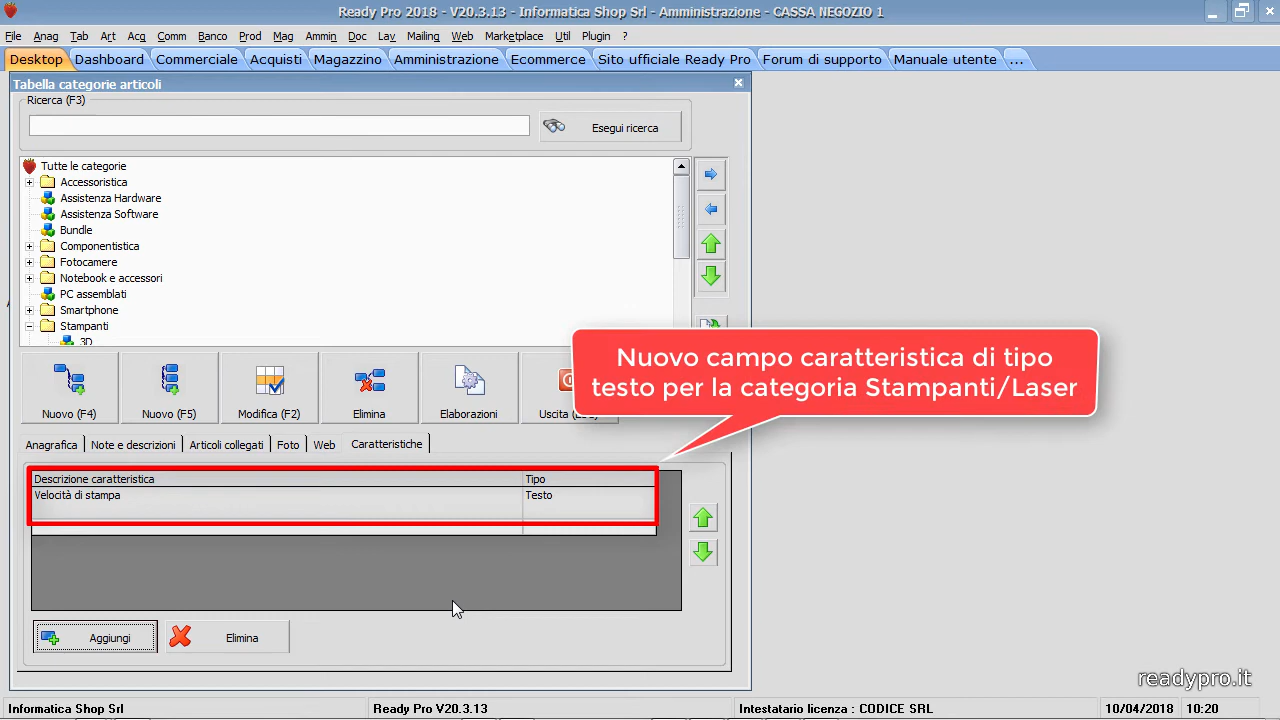 Ready Pro 2018 - V20.3.13 - Informatica Shop Srl - Amministrazione - CASSA NEGOZIO 1
File Anag Tab Art Acq Comm Banco Prod Mag Ammin Doc Lav Mailing Web Marketplace Util Plugin ?
Desktop Dashboard Commerciale Acquisti Magazzino Amministrazione Ecommerce Sito ufficiale Ready Pro Forum di supporto Manuale utente ...
Tabella categorie articoli
Ricerca (F3)
Esegui ricerca
Tutte le categorie
Accessoristica
Assistenza Hardware
Assistenza Software
Bundle
Componentistica
Fotocamere
Notebook e accessori
PC assemblati
Smartphone
Stampanti
3D
Nuovo campo caratteristica di tipo
testo per la categoria Stampanti/Laser
Nuovo (F4) Nuovo (F5) Modifica (F2) Elimina Elaborazioni Uscita
Anagrafica Note e descrizioni Articoli collegati Foto Web Caratteristiche
Descrizione caratteristica Tipo
Velocità di stampa Testo
Aggiungi Elimina
readypro.it
Informatica Shop Srl Ready Pro V20.3.13 Intestatario licenza : CODICE SRL 10/04/2018 10:20